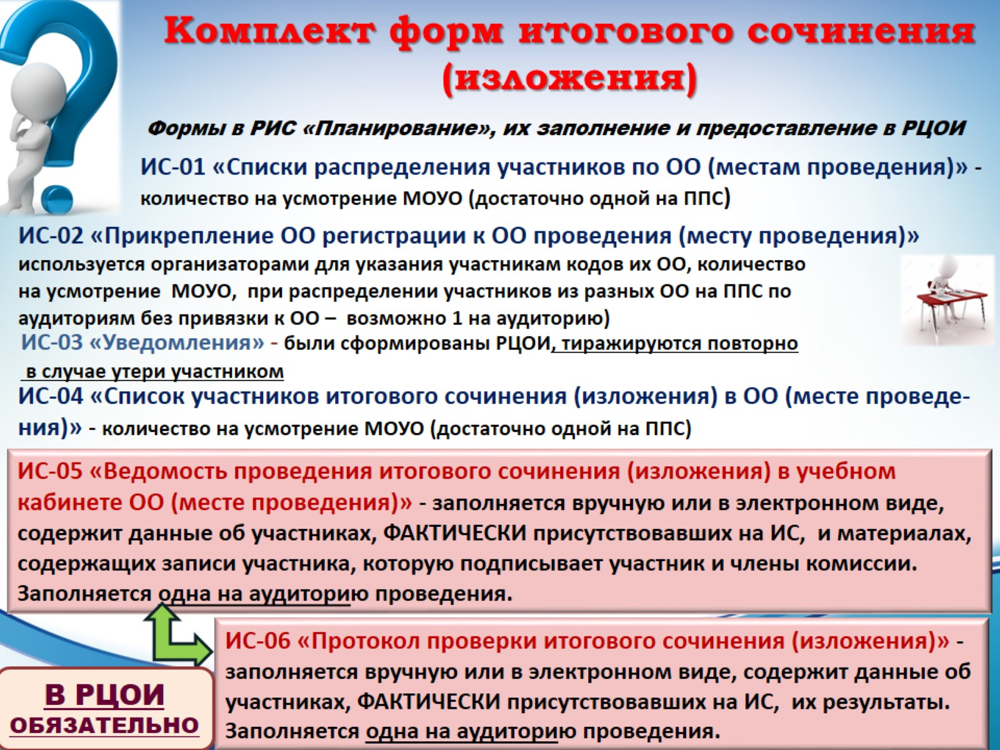 Комплект форм итогового сочинения
(изложения)
Формы в РИС «Планирование», их заполнение и предоставление в РЦОИ
ИС-01 «Списки распределения участников по ОО (местам проведения)» -
количество на усмотрение МОУО (достаточно одной на ППС)
ИС-02 «Прикрепление ОО регистрации к ОО проведения (месту проведения)»
используется организаторами для указания участникам кодов их ОО, количество
на усмотрение МОУО, при распределении участников из разных ОО на ППС по
аудиториям без привязки к ОО – возможно 1 на аудиторию)
ИС-03 «Уведомления» - были сформированы РЦОИ, тиражируются повторно
в случае утери участником
ИС-04 «Список участников итогового сочинения (изложения) в ОО (месте проведе-
ния)» - количество на усмотрение МОУО (достаточно одной на ППС)
ИС-05 «Ведомость проведения итогового сочинения (изложения) в учебном
кабинете ОО (месте проведения)» - заполняется вручную или в электронном виде,
содержит данные об участниках, ФАКТИЧЕСКИ присутствовавших на ИС, и материалах,
содержащих записи участника, которую подписывает участник и члены комиссии.
Заполняется одна на аудиторию проведения.
ИС-06 «Протокол проверки итогового сочинения (изложения)» -
заполняется вручную или в электронном виде, содержит данные об
участниках, ФАКТИЧЕСКИ присутствовавших на ИС, их результаты.
Заполняется одна на аудиторию проведения.
В РЦОИ
ОБЯЗАТЕЛЬНО